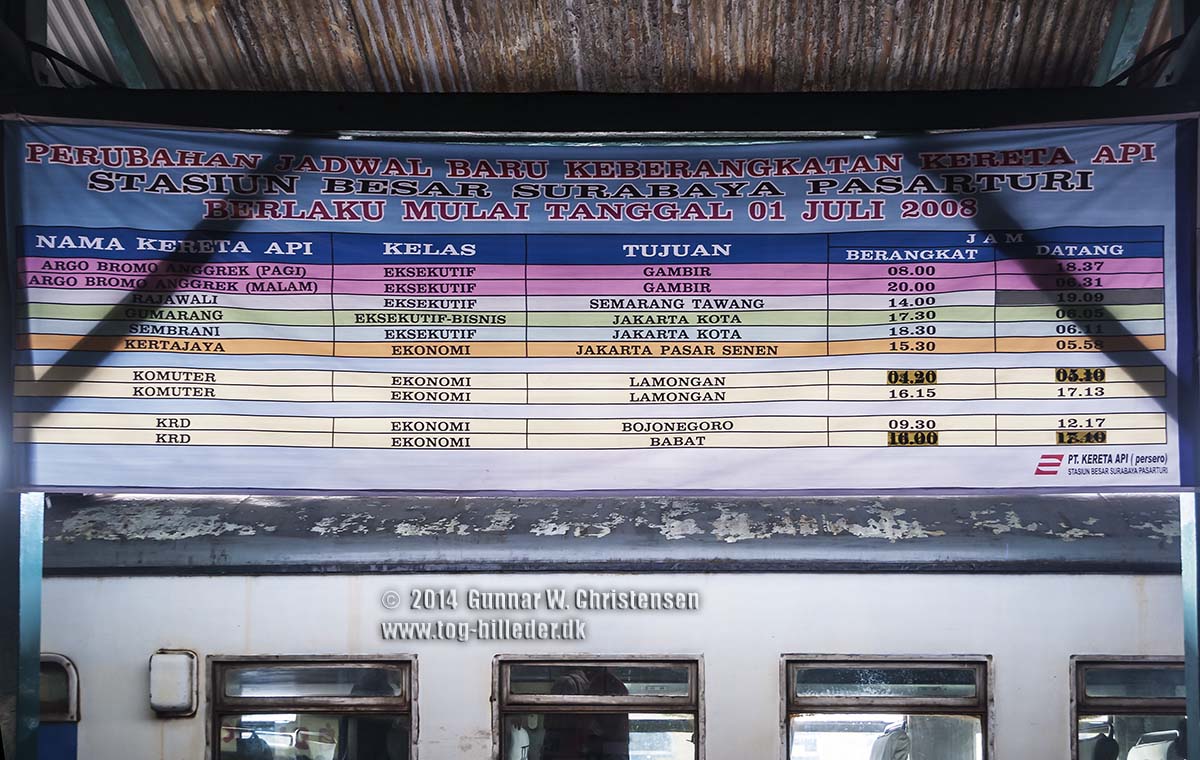 PERUBAHAN JADWAL BARU KEBERANGKATAN KERETA API
STASIUN BESAR SURABAYA PASARTURI
BERLAKU MULAI TANGGAL 01 JULI 2008
NAMA KERETA API KELAS TUJUAN JAM
BERANGKAT DATANG
ARGO BROMO ANGGREK (PAGI) EKSEKUTIF GAMBIR 08.00 18.37
ARGO BROMO ANGGREK (MALAM) EKSEKUTIF GAMBIR 20.00 06.31
RAJAWALI EKSEKUTIF SEMARANG TAWANG 14.00 19.09
GUMARANG EKSEKUTIF-BISNIS JAKARTA KOTA 17.30 06.05
SEMBRANI EKSEKUTIF JAKARTA KOTA 18.30 06.11
KERTAJAYA EKONOMI JAKARTA PASAR SENEN 15.30 05.58
KOMUTER EKONOMI LAMONGAN 04.20 05.10
KOMUTER EKONOMI LAMONGAN 16.15 17.13
KRD EKONOMI BOJONEGORO 09.30 12.17
KRD EKONOMI BABAT 16.00 17.40
PT. KERETA API ( persero)
STASIUN BESAR SURABAYA PASARTURI
© 2014 Gunnar W. Christensen
www.tog-billeder.dk